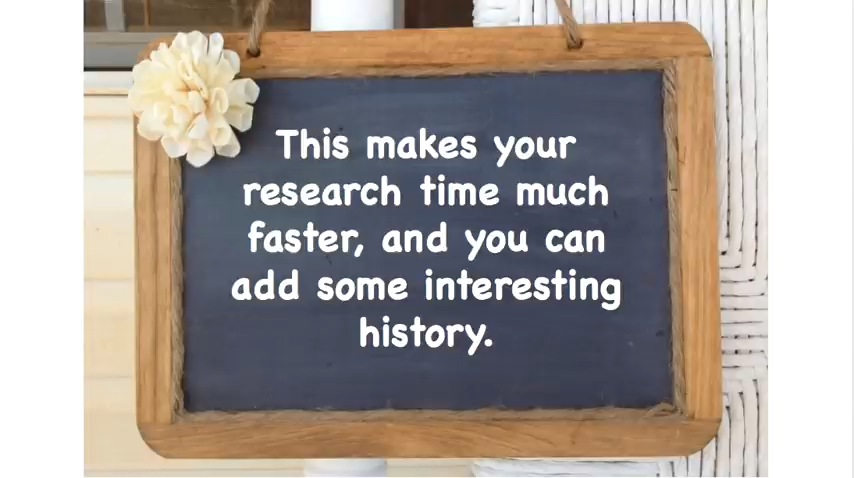 This makes your
research time much
faster, and you can
add some interesting
history.